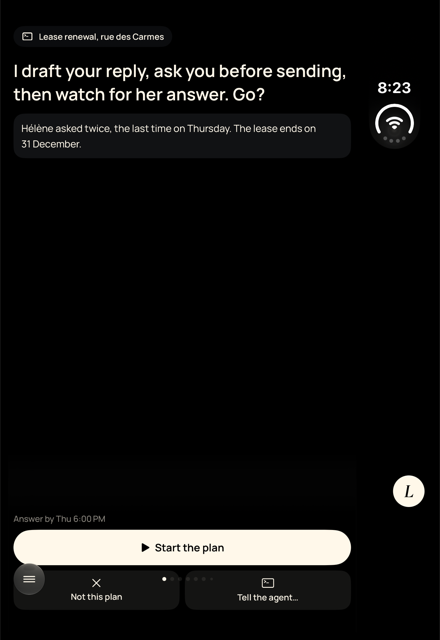 Lease renewal, rue des Carmes
I draft your reply, ask you before sending,
then watch for her answer. Go?
8:23
Hélène asked twice, the last time on Thursday. The lease ends on
31 December.
L
Answer by Thu 6:00 PM
Start the plan
Not this plan
Tell the agent...